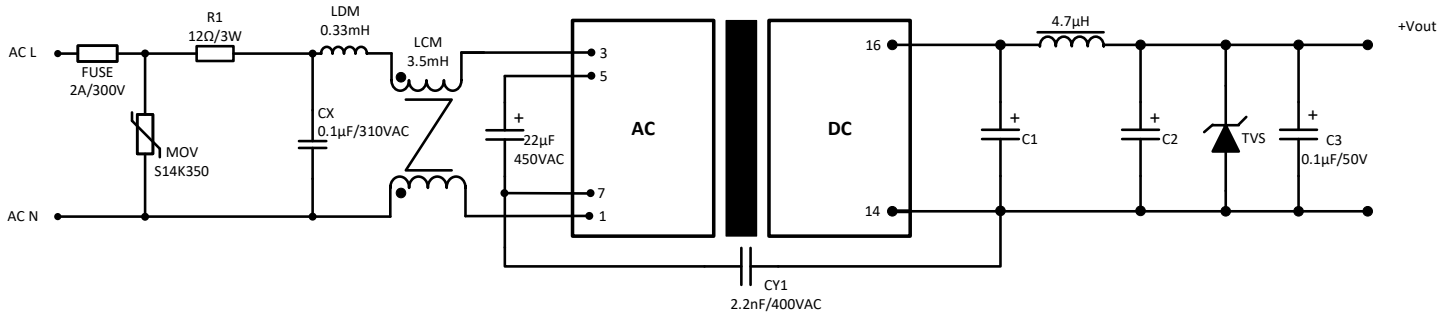 AC L
FUSE
2A/300V
R1
12Ω/3W
MOV
S14K350
LDM
0.33mH
CX
0.1µF/310VAC
LCM
3.5mH
AC N
+
22µF
450VAC
3
5
7
1
AC
DC
16
14
CY1
2.2nF/400VAC
4.7µH
+
C1
+
C2
TVS
+
C3
0.1µF/50V
+Vout